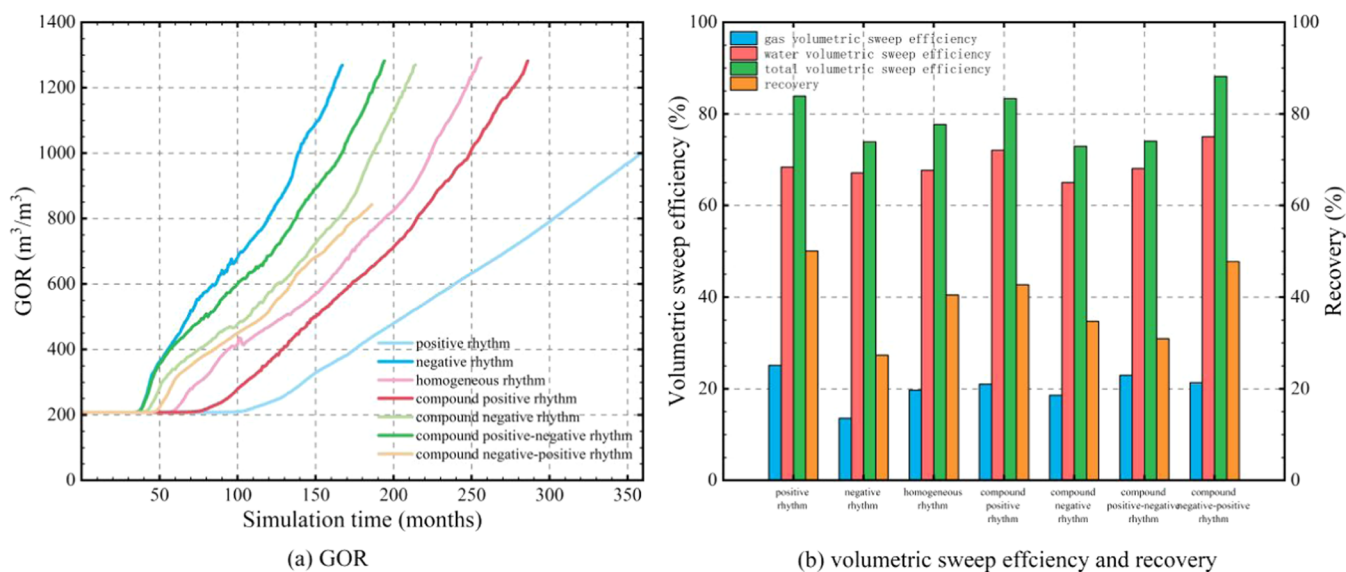 1400
1200
1000
800
600
400
200
0
50
100
150
200
250
300
350
GOR (m³/m³)
Simulation time (months)
positive rhythm
negative rhythm
homogeneous rhythm
compound positive rhythm
compound negative rhythm
compound positive-negative rhythm
compound negative-positive rhythm
(a) GOR
100
80
60
40
20
0
Volumetric sweep efficiency (%)
gas volumetric sweep efficiency
water volumetric sweep efficiency
total volumetric sweep efficiency
recovery
100
80
60
40
20
0
Recovery (%)
positive
rhythm
negative
rhythm
homogeneous
rhythm
compound
positive
rhythm
compound
negative
rhythm
compound
positive-negative
rhythm
compound
negative-positive
rhythm
(b) volumetric sweep effciency and recovery